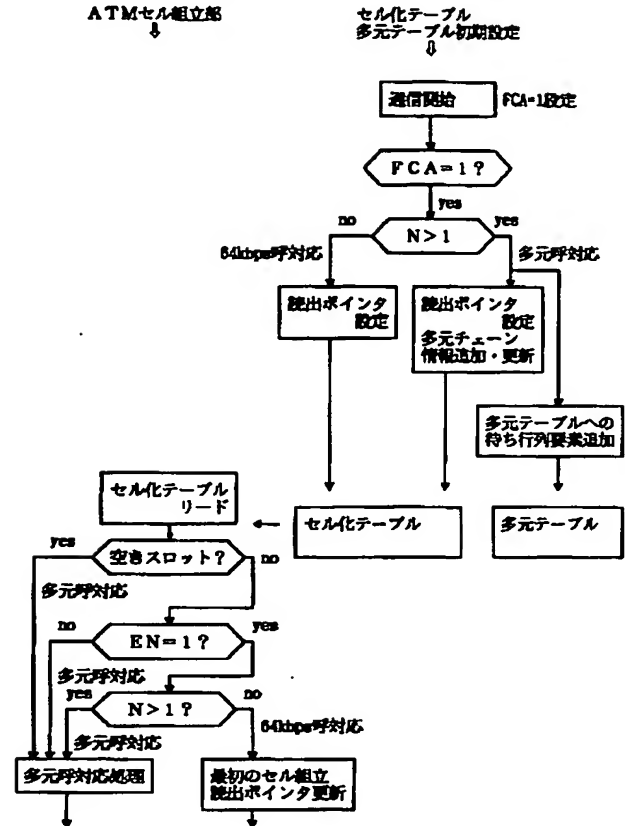 ATMセル組立部
⇩
セル化テーブル
多元テーブル初期設定
⇩
通信開始
FCA=1設定
FCA=1?
yes
no
N>1
yes
64kbps呼対応
多元呼対応
読出ポインタ
設定
読出ポインタ
設定
多元チェーン
情報追加・更新
多元テーブルへの
待ち行列要素追加
セル化テーブル
リード
セル化テーブル
多元テーブル
yes
空きスロット?
no
多元呼対応
no
EN=1?
yes
多元呼対応
yes
N>1?
no
多元呼対応
64kbps呼対応
多元呼対応処理
最初のセル組立
読出ポインタ更新